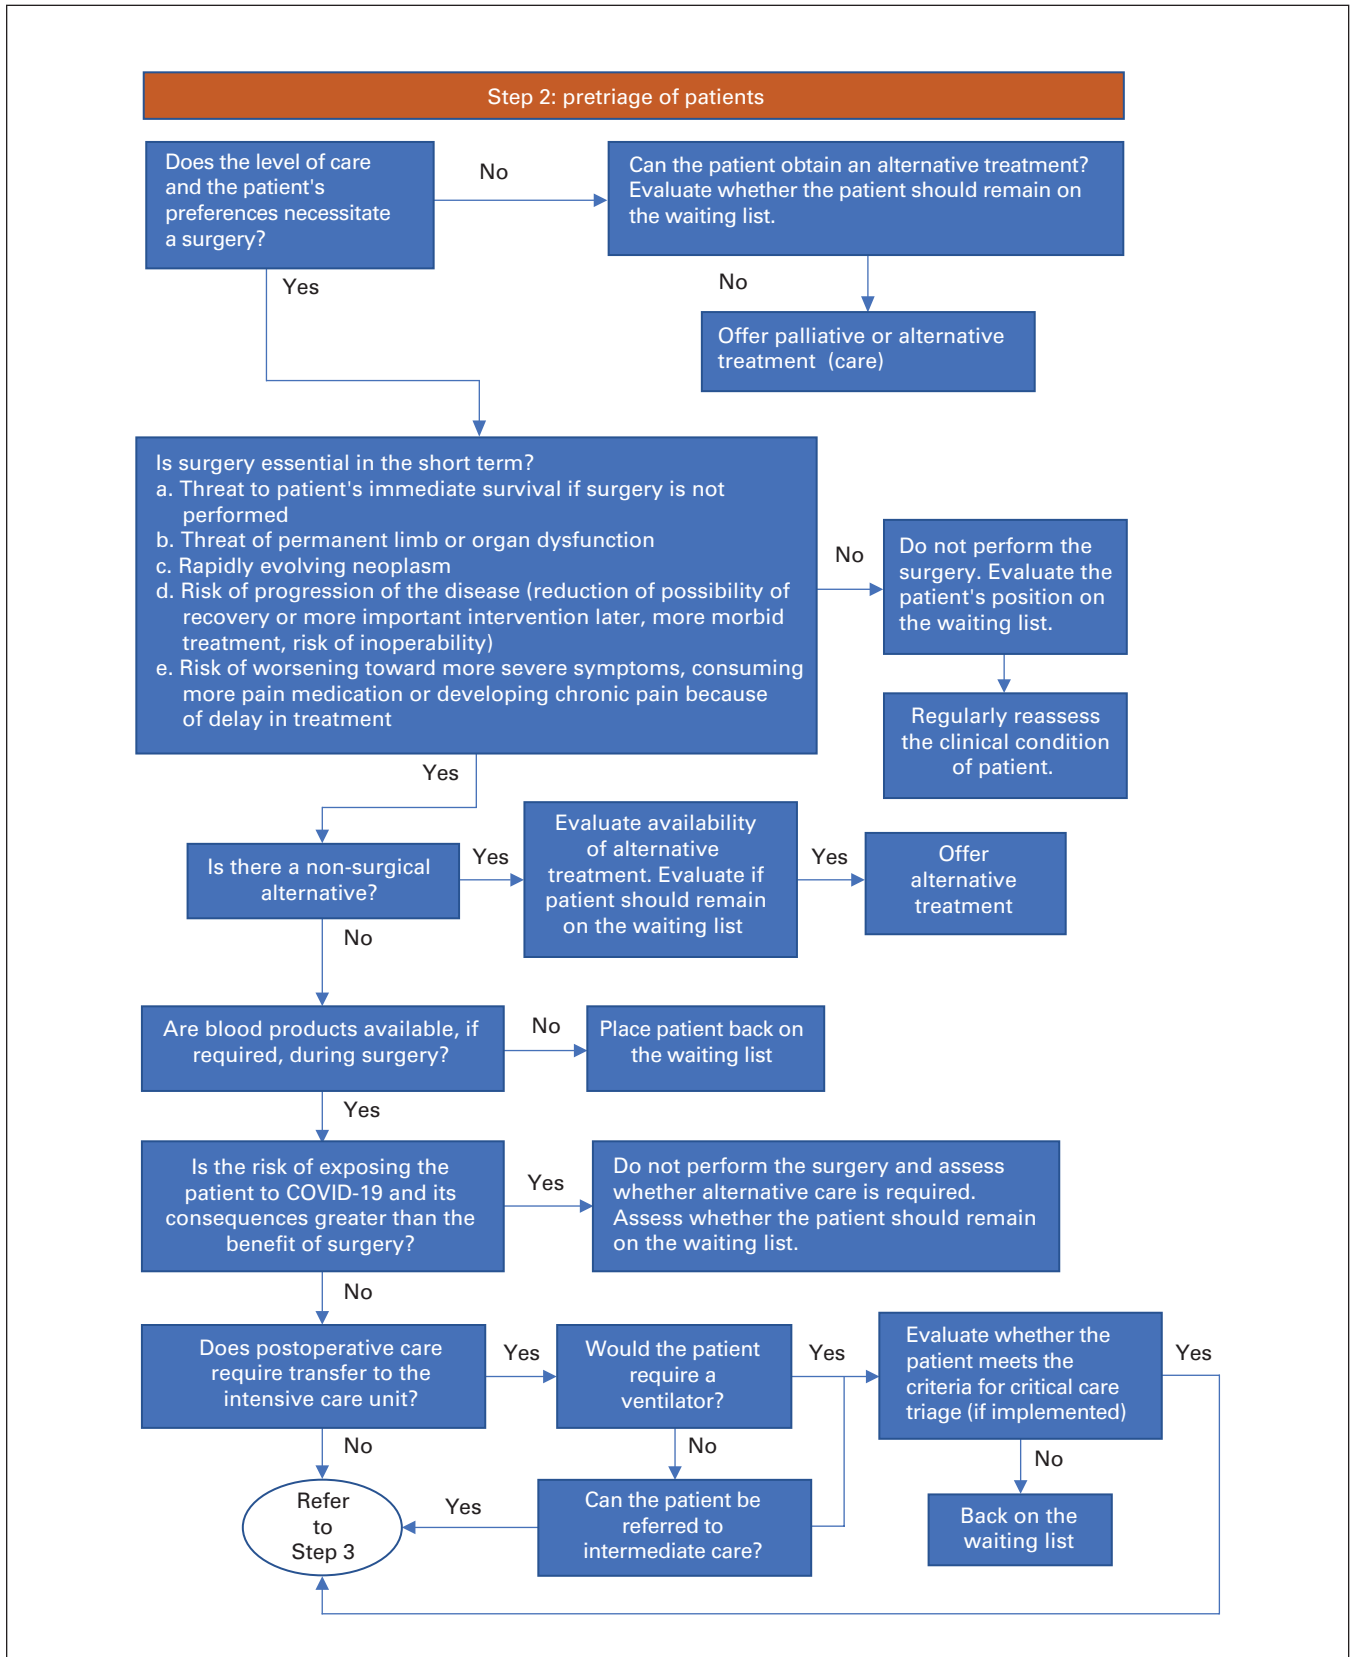 Step 2: pretriage of patients
Does the level of care
and the patient's
preferences necessitate
a surgery?
No
Can the patient obtain an alternative treatment?
Evaluate whether the patient should remain on
the waiting list.
Yes
No
Offer palliative or alternative
treatment (care)
Is surgery essential in the short term?
a. Threat to patient's immediate survival if surgery is not
performed
b. Threat of permanent limb or organ dysfunction
c. Rapidly evolving neoplasm
d. Risk of progression of the disease (reduction of possibility of
recovery or more important intervention later, more morbid
treatment, risk of inoperability)
e. Risk of worsening toward more severe symptoms, consuming
more pain medication or developing chronic pain because
of delay in treatment
No
Do not perform the
surgery. Evaluate the
patient's position on
the waiting list.
Regularly reassess
the clinical condition
of patient.
Yes
Is there a non-surgical
alternative?
Yes
Evaluate availability
of alternative
treatment. Evaluate if
patient should remain
on the waiting list
Yes
Offer
alternative
treatment
No
Are blood products available, if
required, during surgery?
No
Place patient back on
the waiting list
Yes
Is the risk of exposing the
patient to COVID-19 and its
consequences greater than the
benefit of surgery?
Yes
Do not perform the surgery and assess
whether alternative care is required.
Assess whether the patient should remain
on the waiting list.
No
Does postoperative care
require transfer to the
intensive care unit?
Yes
Would the patient
require a
ventilator?
Yes
Evaluate whether the
patient meets the
criteria for critical care
triage (if implemented)
Yes
No
No
No
Refer
to
Step 3
Yes
Can the patient be
referred to
intermediate care?
Back on the
waiting list